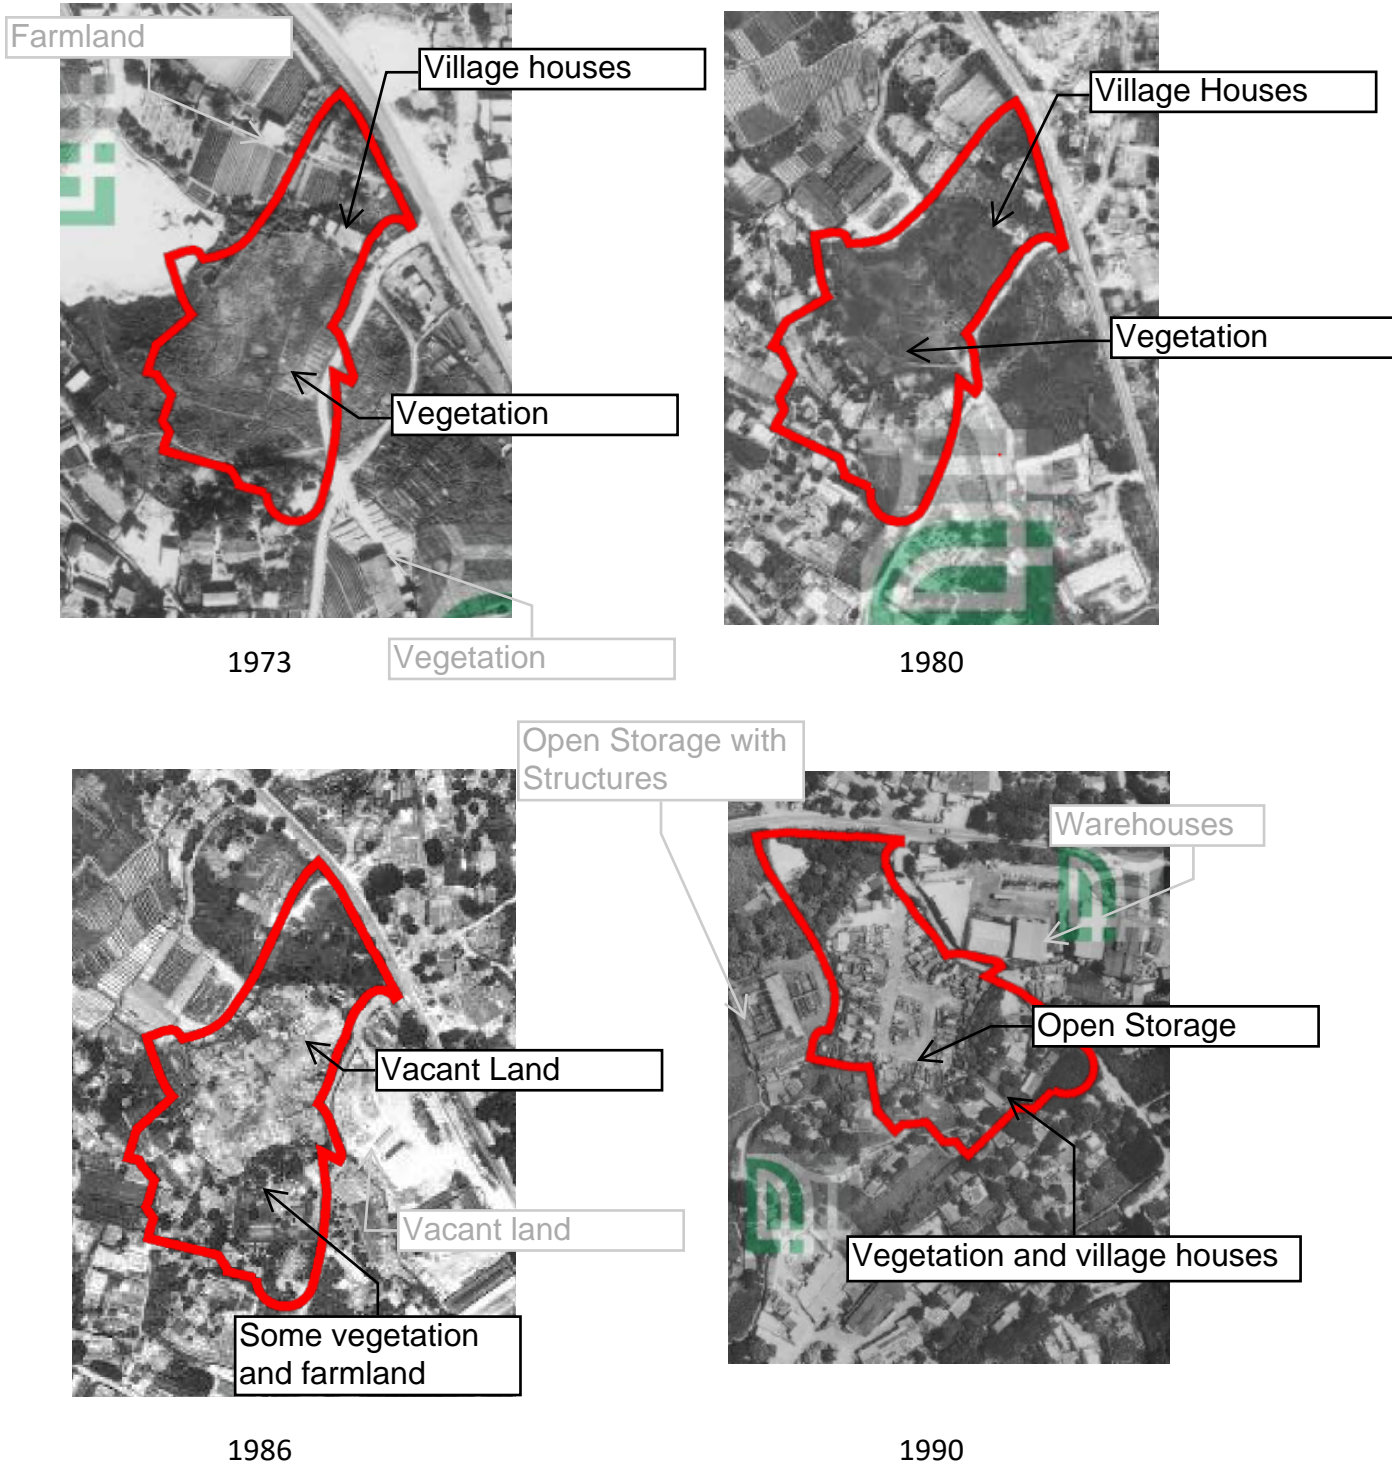 Farmland
Village houses
Vegetation
Vegetation
1973
Village Houses
Vegetation
1980
Vacant Land
Vacant land
Some vegetation
and farmland
1986
Open Storage with
Structures
Warehouses
Open Storage
Vegetation and village houses
1990